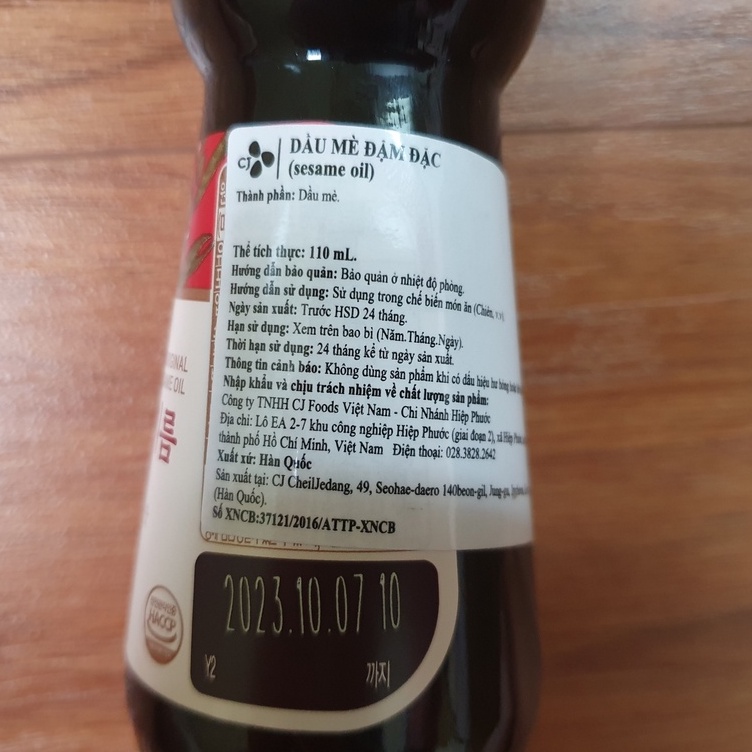 CJ
DẦU MÈ ĐẬM ĐẶC
(sesame oil)
Thành phần: Dầu mè.
Thể tích thực: 110 mL.
Hướng dẫn bảo quản: Bảo quản ở nhiệt độ phòng.
Hướng dẫn sử dụng: Sử dụng trong chế biến món ăn (Chiên, v.v)
Ngày sản xuất: Trước HSD 24 tháng.
Hạn sử dụng: Xem trên bao bì (Năm.Tháng.Ngày).
Thời hạn sử dụng: 24 tháng kể từ ngày sản xuất.
Thông tin cảnh báo: Không dùng sản phẩm khi có dấu hiệu hư hỏng
Nhập khẩu và chịu trách nhiệm về chất lượng sản phẩm:
Công ty TNHH CJ Foods Việt Nam - Chi Nhánh Hiệp Phước
Địa chỉ: Lô EA 2-7 khu công nghiệp Hiệp Phước (giai đoạn 2), xã Hiệp
thành phố Hồ Chí Minh, Việt Nam Điện thoại: 028.3828.2642
Xuất xứ: Hàn Quốc
Sản xuất tại: CJ CheilJedang, 49, Seohae-daero 140beon-gil, Jung-gu,
(Hàn Quốc).
Số XNCB:37121/2016/ATTP-XNCB
OIL
HACCP
2023.10.07 10
Y2
까지